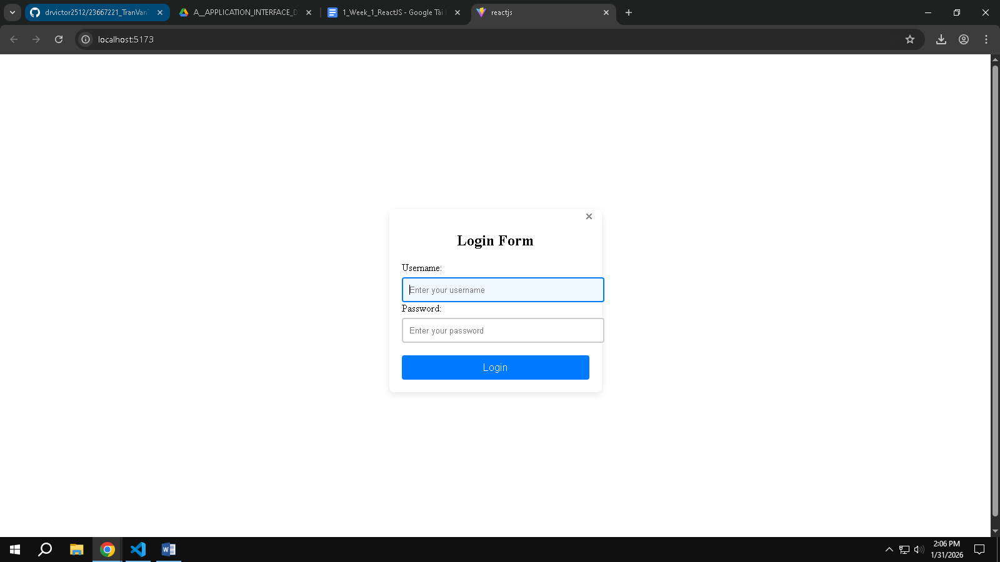 drvictor2512/23667221_TranVan
A__APPLICATION_INTERFACE_D
1_Week_1_ReactJS - Google Tài
reactjs
localhost:5173
Login Form
Username:
Enter your username
Password:
Enter your password
Login
2:06 PM
1/31/2026